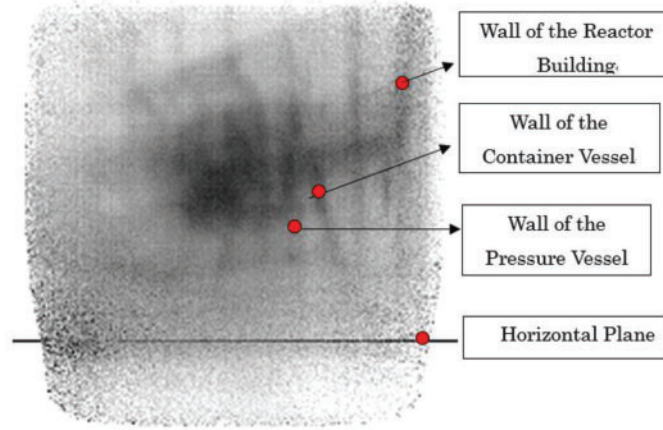 Wall of the Reactor
Building.
Wall of the
Container Vessel
Wall of the
Pressure Vessel
Horizontal Plane